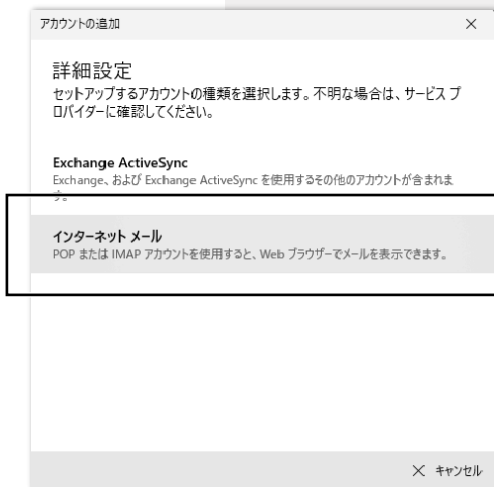 アカウントの追加
詳細設定
セットアップするアカウントの種類を選択します。不明な場合は、サービス プ
ロバイダーに確認してください。
Exchange ActiveSync
Exchange、および Exchange ActiveSync を使用するその他のアカウントが含まれま
す。
インターネット メール
POP または IMAP アカウントを使用すると、Web ブラウザーでメールを表示できます。
キャンセル